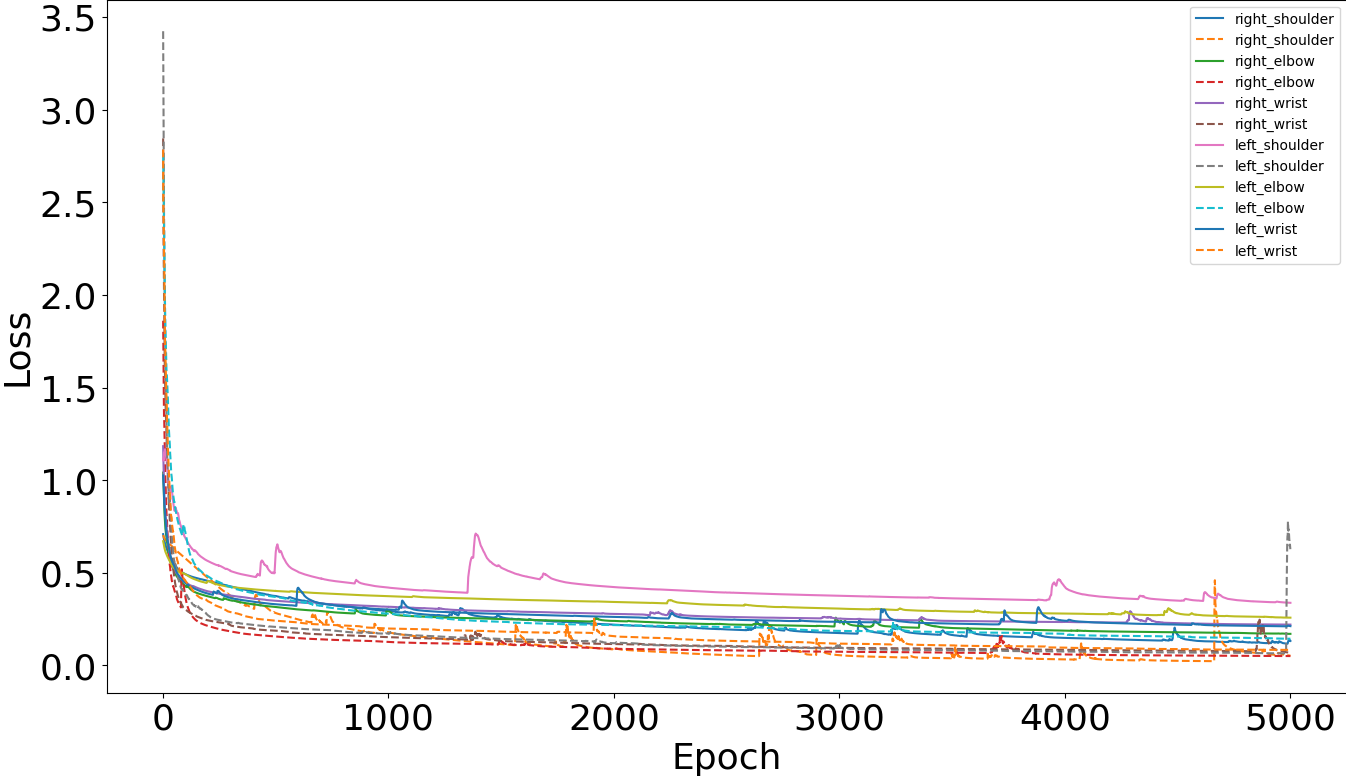 3.5
3.0
2.5
2.0
1.5
1.0
0.5
0.0
Loss
0
1000
2000
3000
4000
5000
Epoch
right_shoulder
right_shoulder
right_elbow
right_elbow
right_wrist
right_wrist
left_shoulder
left_shoulder
left_elbow
left_elbow
left_wrist
left_wrist